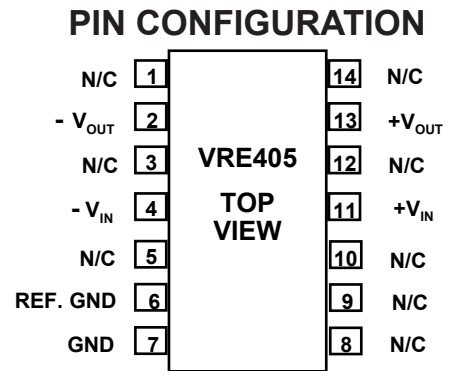 PIN CONFIGURATION
N/C 1 14 N/C
- VOUT 2 13 +VOUT
N/C 3 VRE405 12 N/C
- VIN 4 TOP 11 +VIN
VIEW
N/C 5 10 N/C
REF. GND 6 9 N/C
GND 7 8 N/C